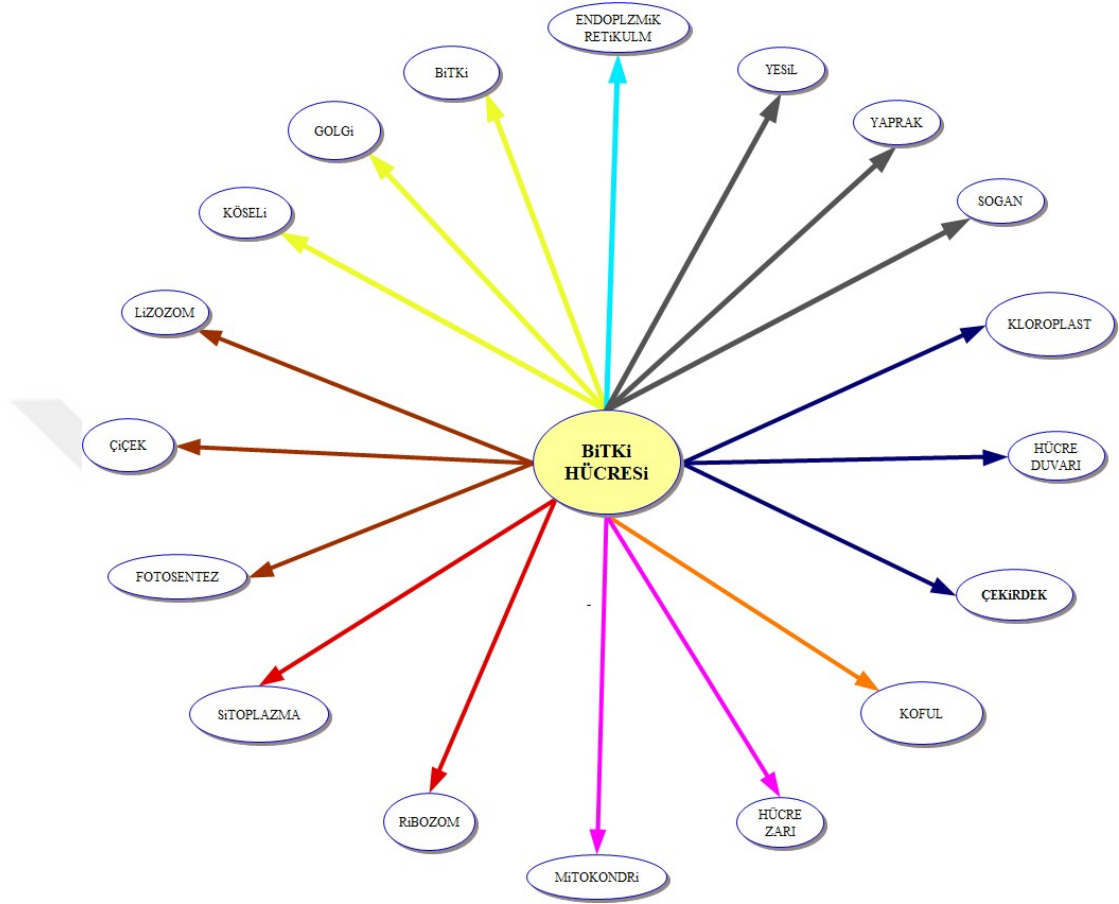 ENDOPLZMiK
RETiKULM
BiTKi
YESiL
GOLGi
YAPRAK
KÖSELi
SOGAN
LiZOZOM
KLOROPLAST
ÇiÇEK
BiTKi
HÜCRESi
HÜCRE
DUVARI
FOTOSENTEZ
ÇEKiRDEK
SiTOPLAZMA
KOFUL
RiBOZOM
HÜCRE
ZARI
MiTOKONDRi